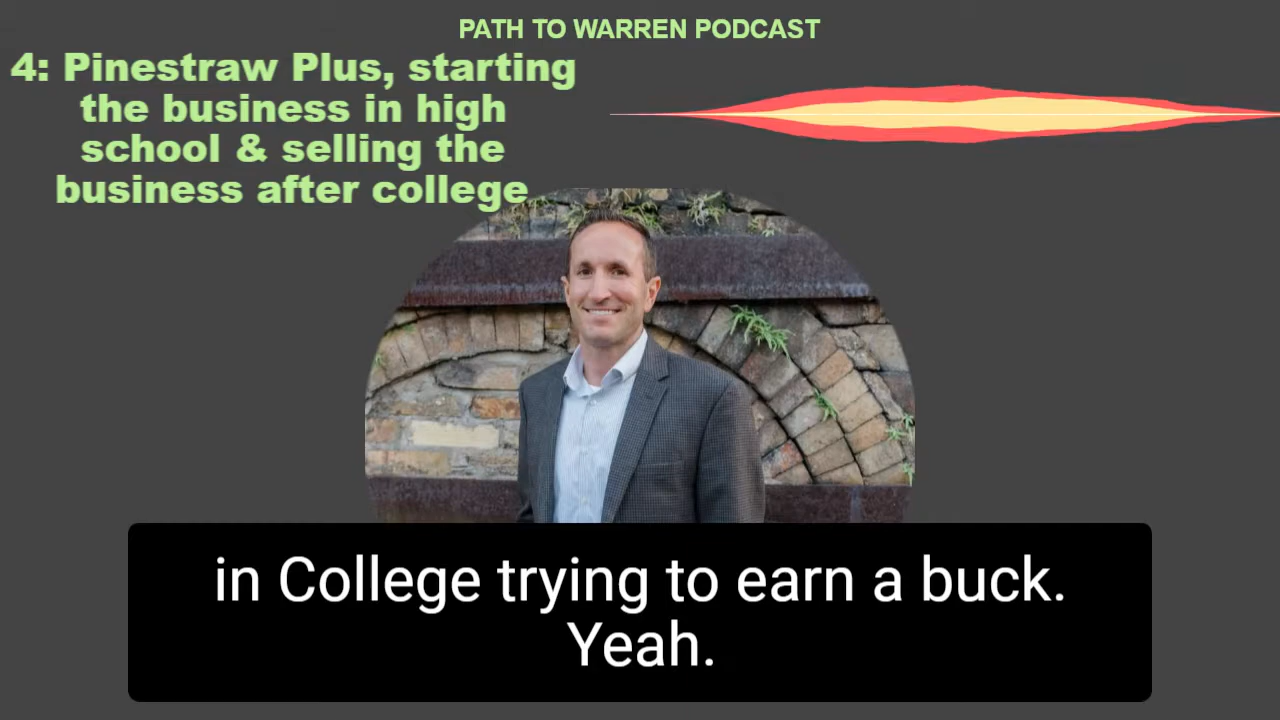 PATH TO WARREN PODCAST
4: Pinestraw Plus, starting
the business in high
school & selling the
business after college
in College trying to earn a buck.
Yeah.